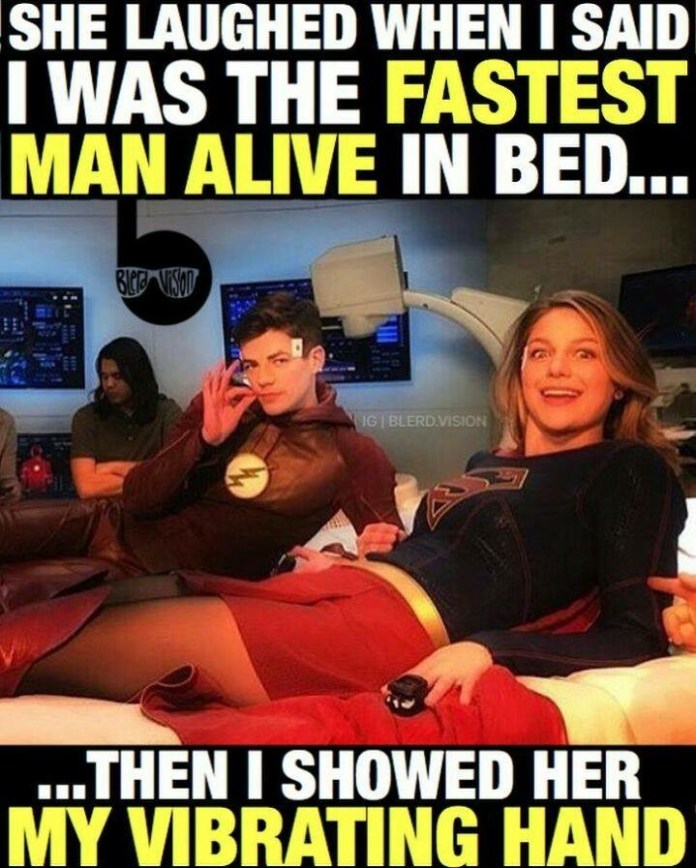 SHE LAUGHED WHEN I SAID
I WAS THE FASTEST
MAN ALIVE IN BED...
Blerd Vision
IG | BLERD.VISION
...THEN I SHOWED HER
MY VIBRATING HAND